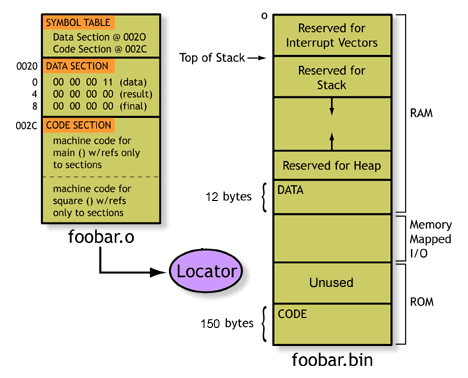 SYMBOL TABLE
Data Section @ 0020
Code Section @ 002C
0020
DATA SECTION
0 00 00 00 11 (data)
4 00 00 00 00 (result)
8 00 00 00 00 (final)
002C
CODE SECTION
machine code for
main () w/refs only
to sections
machine code for
square () w/refs
only to sections
foobar.o
Locator
0
Reserved for
Interrupt Vectors
Top of Stack
Reserved for
Stack
Reserved for Heap
12 bytes
DATA
Unused
150 bytes
CODE
foobar.bin
RAM
Memory
Mapped
I/O
ROM